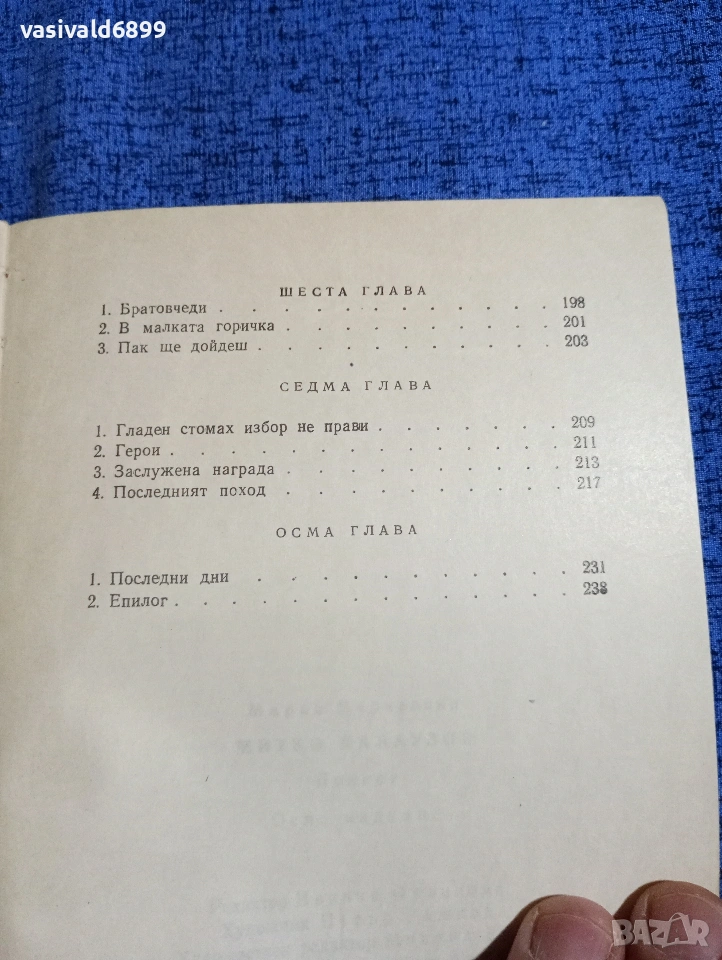 vasivald6899
ШЕСТА ГЛАВА
1. Братовчеди . . . . . . . . . . . 198
2. В малката горичка . . . . . . . . . . 201
3. Пак ще дойдеш . . . . . . . . . . . 203
СЕДМА ГЛАВА
1. Гладен стомах избор не прави . . . . . . . 209
2. Герои . . . . . . . . . . . . . 211
3. Заслужена награда . . . . . . . . . . 213
4. Последният поход . . . . . . . . . . 217
ОСМА ГЛАВА
1. Последни дни . . . . . . . . . . . 231
2. Епилог . . . . . . . . . . . . . 238
BAZAR